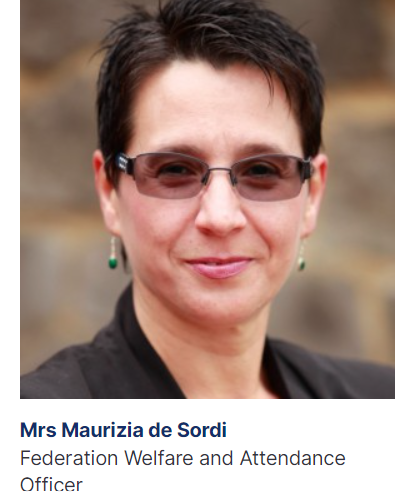 Mrs Maurizia de Sordi
Federation Welfare and Attendance
Officer